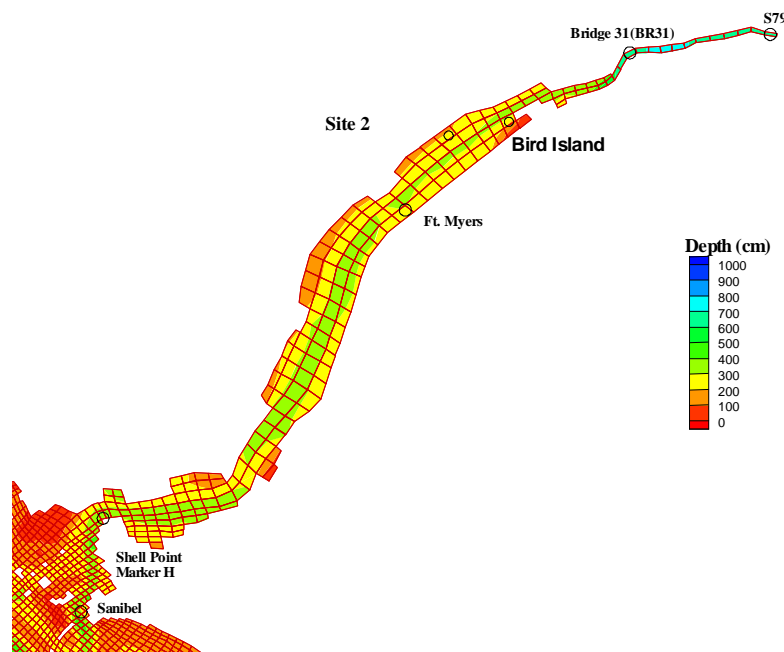 S79
Bridge 31(BR31)
Site 2
Bird Island
Ft. Myers
Depth (cm)
1000
900
800
700
600
500
400
300
200
100
0
Shell Point
Marker H
Sanibel